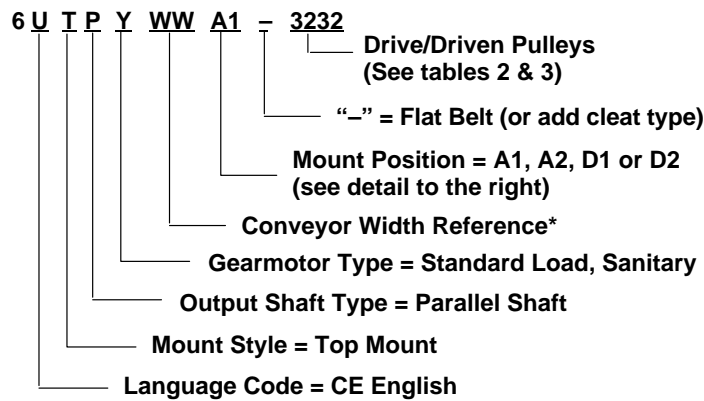 6 U T P Y WW A1 – 3232
Drive/Driven Pulleys
(See tables 2 & 3)
“–” = Flat Belt (or add cleat type)
Mount Position = A1, A2, D1 or D2
(see detail to the right)
Conveyor Width Reference*
Gearmotor Type = Standard Load, Sanitary
Output Shaft Type = Parallel Shaft
Mount Style = Top Mount
Language Code = CE English